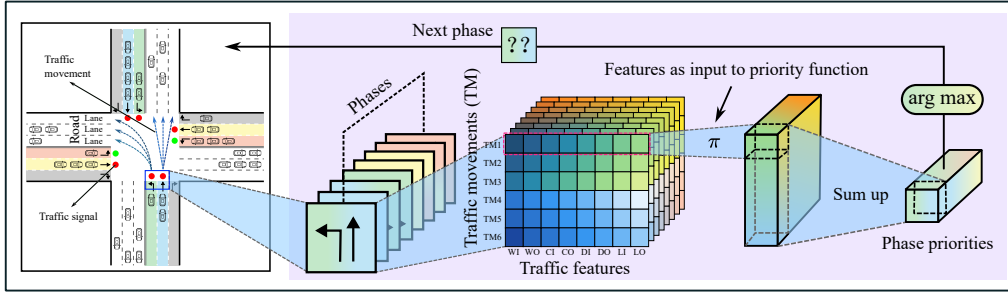 Next phase
??
Traffic
movement
Features as input to priority function
Phases
Traffic movements (TM)
Road
Lane
Lane
Lane
arg max
TM1
TM2
TM3
TM4
TM5
TM6
π
Sum up
Traffic signal
WI WO CI CO DI DO LI LO
Traffic features
Phase priorities